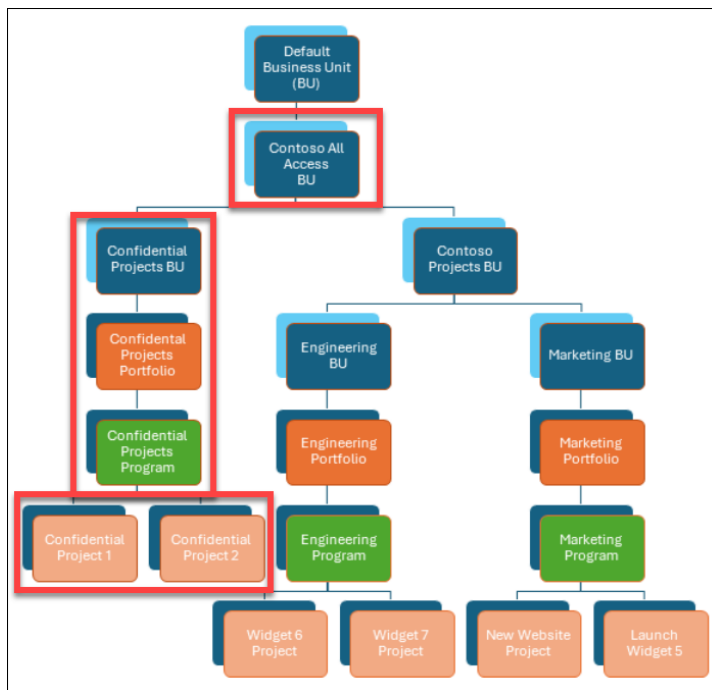 Default
Business Unit
(BU)
Contoso All
Access
BU
Confidential
Projects BU
Contoso
Projects BU
Confidental
Projects
Portfolio
Engineering
BU
Marketing BU
Confidential
Projects
Program
Engineering
Portfolio
Marketing
Portfolio
Confidential
Project 1
Confidential
Project 2
Engineering
Program
Marketing
Program
Widget 6
Project
Widget 7
Project
New Website
Project
Launch
Widget 5